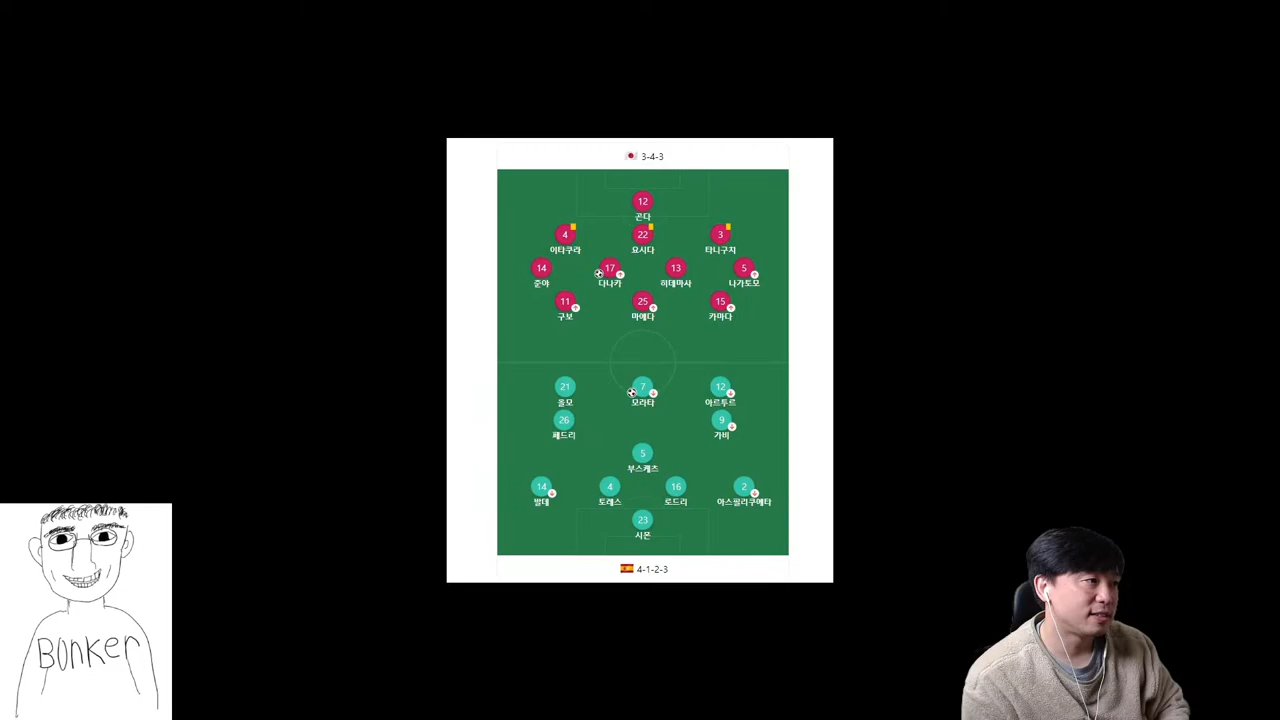 3-4-3
12
곤다
4 22 3
이타쿠라 요시다 타니구치
14 17 13 5
준야 다나카 히데마사 나가토모
11 25 15
구보 마에다 카마다
21 7 12
올모 모라타 아르투르
26 9
페드리 가비
5
부스케츠
14 4 16 2
발데 토레스 로드리 아스필리쿠에타
23
시몬
4-1-2-3
BONKER